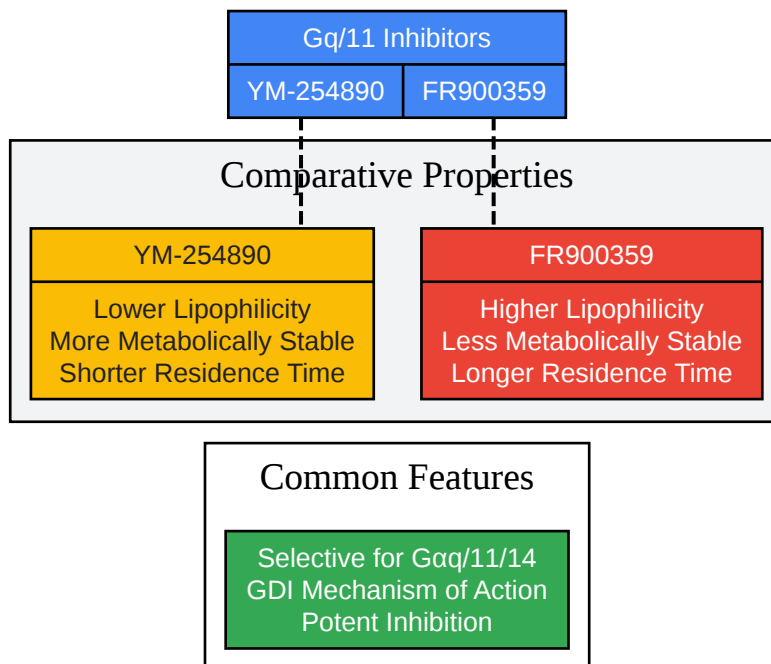 Gq/11 Inhibitors
YM-254890
FR900359
Comparative Properties
YM-254890
Lower Lipophilicity
More Metabolically Stable
Shorter Residence Time
FR900359
Higher Lipophilicity
Less Metabolically Stable
Longer Residence Time
Common Features
Selective for Gαq/11/14
GDI Mechanism of Action
Potent Inhibition